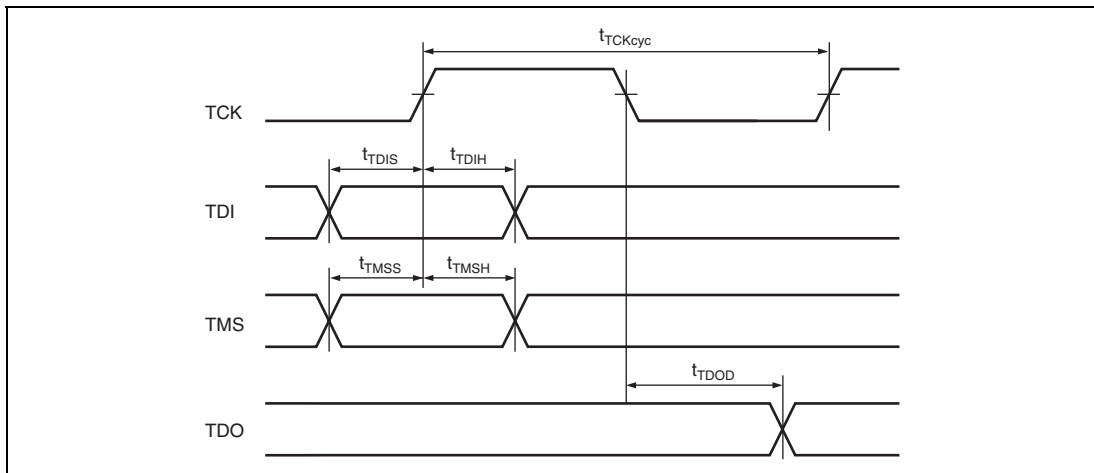 tTCKcyc
TCK
tTDIS tTDIH
TDI
tTMSS tTMSH
TMS
tTDOD
TDO